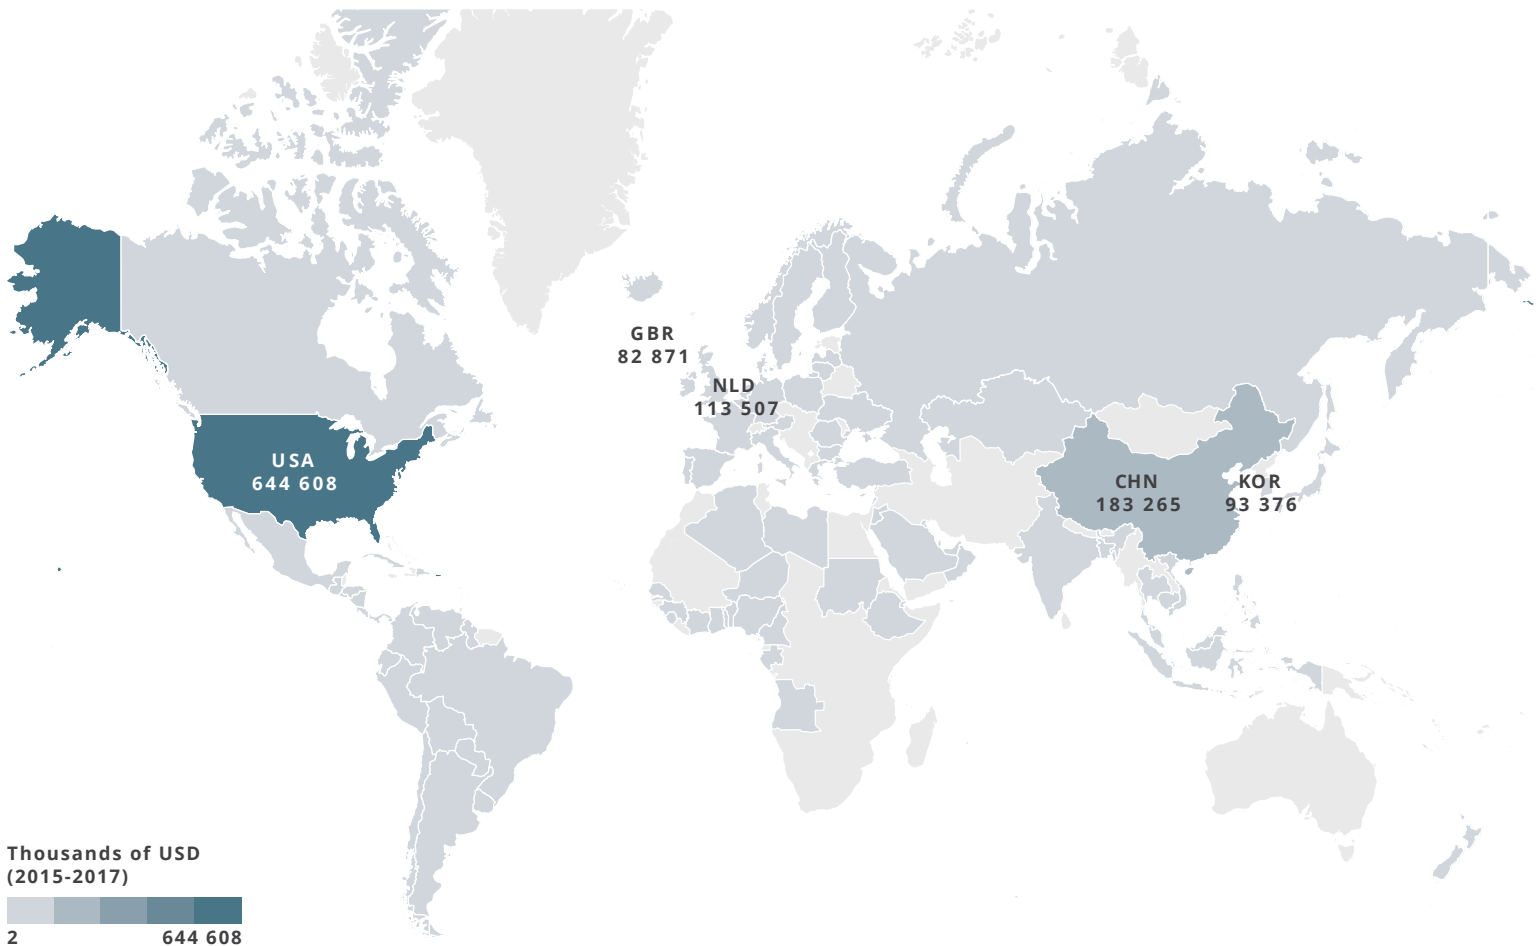 GBR
82 871
NLD
113 507
USA
644 608
CHN
183 265
KOR
93 376
Thousands of USD
(2015-2017)
2
644 608